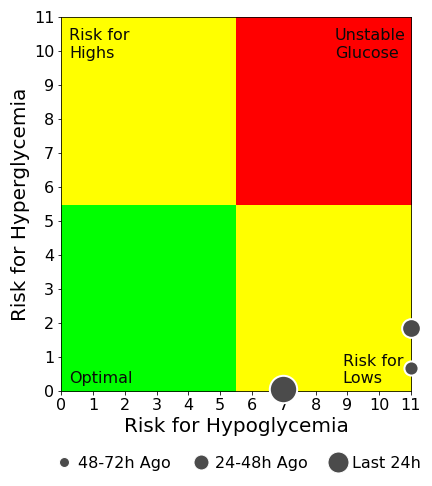 11
10
9
8
7
6
5
4
3
2
1
0
Risk for Hyperglycemia
Risk for
Highs
Unstable
Glucose
Optimal
Risk for
Lows
0 1 2 3 4 5 6 7 8 9 10 11
Risk for Hypoglycemia
48-72h Ago 24-48h Ago Last 24h